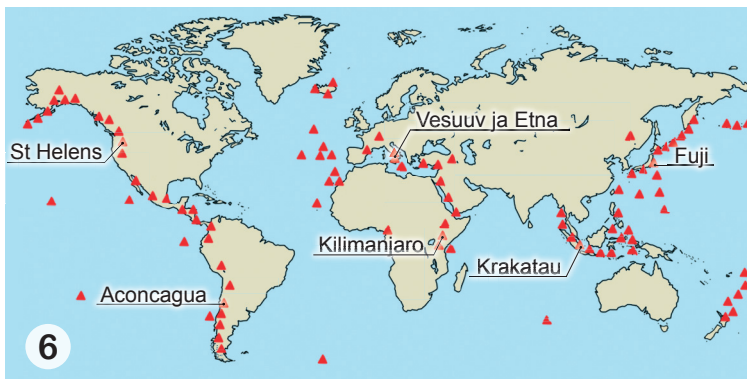 Vesuuv ja Etna
St Helens
Fuji
Kilimanjaro
Krakatau
Aconcagua
6